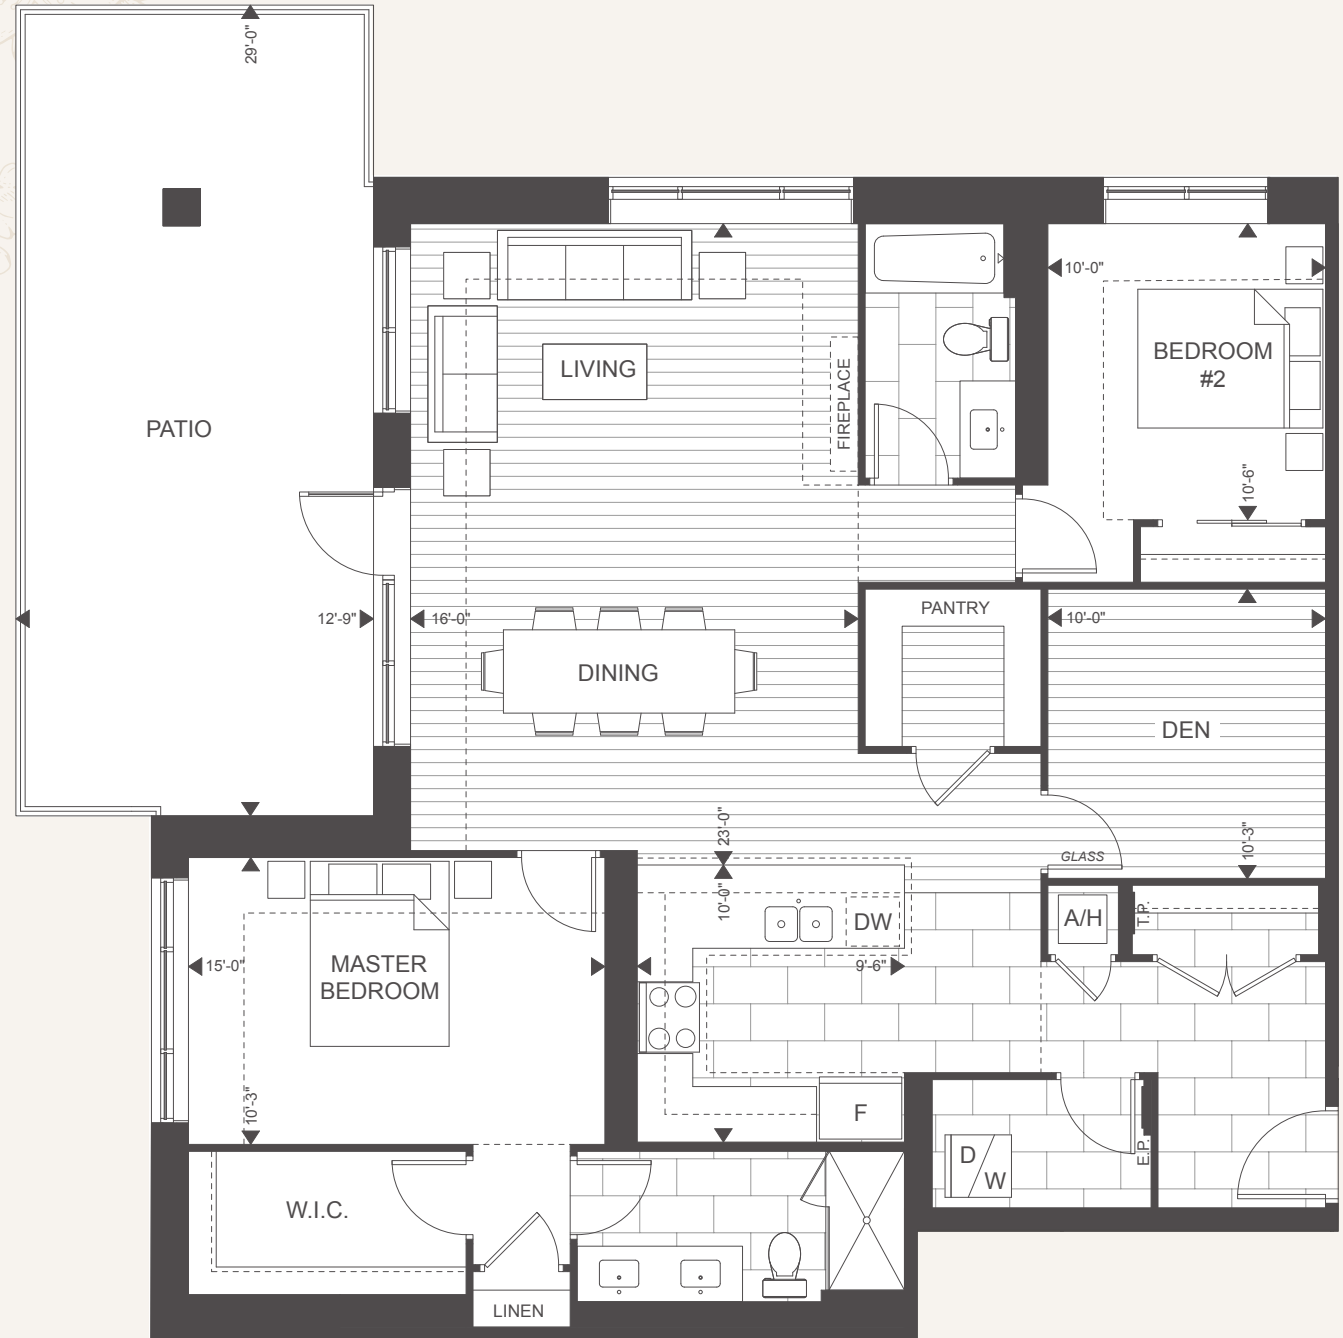 29'-0"
PATIO
12'-9"
LIVING
FIREPLACE
16'-0"
DINING
23'-0"
10'-0"
BEDROOM
#2
10'-6"
PANTRY
10'-0"
DEN
10'-3"
GLASS
10'-0"
DW
9'-6"
A/H
T.P.
15'-0"
MASTER
BEDROOM
10'-3"
F
D
W
E.P.
W.I.C.
LINEN